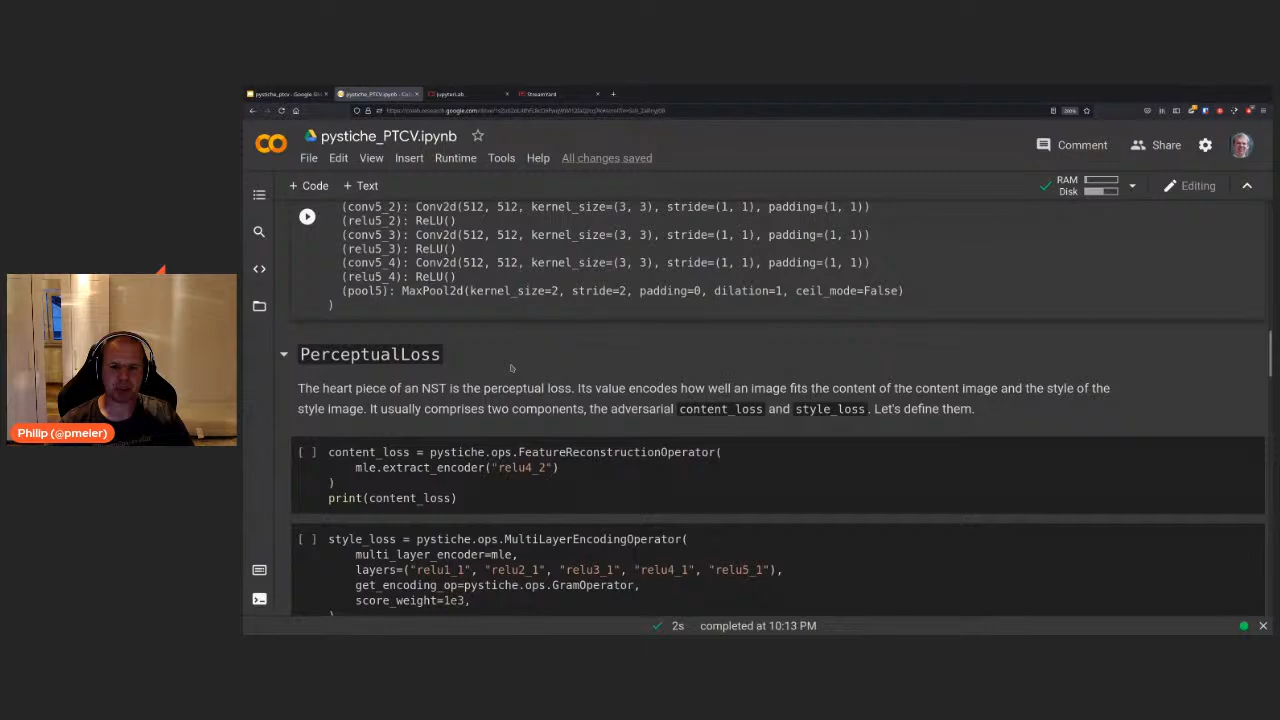 pystiche_ptcv - Google Sli
pystiche_PTCV.ipynb - Co
JupyterLab
StreamYard
pystiche_PTCV.ipynb
File Edit View Insert Runtime Tools Help All changes saved
Comment Share
+ Code + Text
RAM
Disk
Editing
(conv5_2): Conv2d(512, 512, kernel_size=(3, 3), stride=(1, 1), padding=(1, 1))
(relu5_2): ReLU()
(conv5_3): Conv2d(512, 512, kernel_size=(3, 3), stride=(1, 1), padding=(1, 1))
(relu5_3): ReLU()
(conv5_4): Conv2d(512, 512, kernel_size=(3, 3), stride=(1, 1), padding=(1, 1))
(relu5_4): ReLU()
(pool5): MaxPool2d(kernel_size=2, stride=2, padding=0, dilation=1, ceil_mode=False)
)
PerceptualLoss
The heart piece of an NST is the perceptual loss. Its value encodes how well an image fits the content of the content image and the style of the
style image. It usually comprises two components, the adversarial content_loss and style_loss. Let's define them.
[ ] content_loss = pystiche.ops.FeatureReconstructionOperator(
mle.extract_encoder("relu4_2")
)
print(content_loss)
[ ] style_loss = pystiche.ops.MultiLayerEncodingOperator(
multi_layer_encoder=mle,
layers=("relu1_1", "relu2_1", "relu3_1", "relu4_1", "relu5_1"),
get_encoding_op=pystiche.ops.GramOperator,
score_weight=1e3,
)
2s completed at 10:13 PM
Philip (@pmeier)